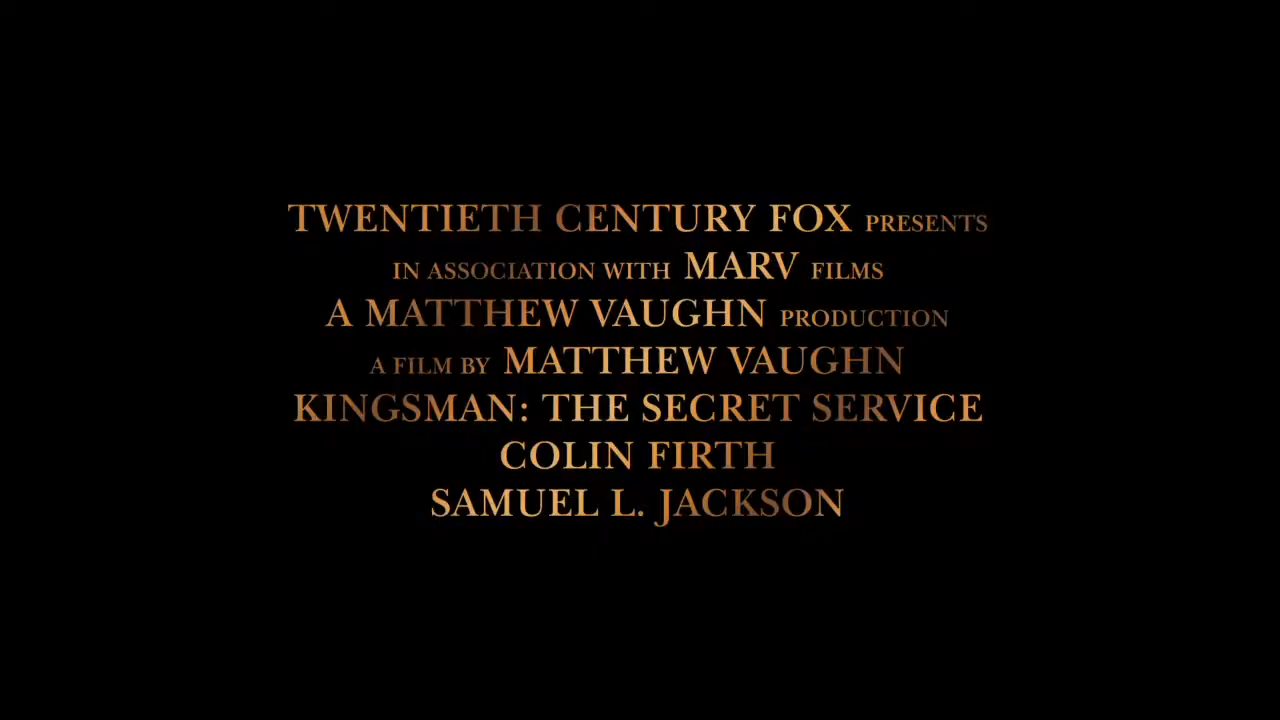 TWENTIETH CENTURY FOX PRESENTS
IN ASSOCIATION WITH MARV FILMS
A MATTHEW VAUGHN PRODUCTION
A FILM BY MATTHEW VAUGHN
KINGSMAN: THE SECRET SERVICE
COLIN FIRTH
SAMUEL L. JACKSON